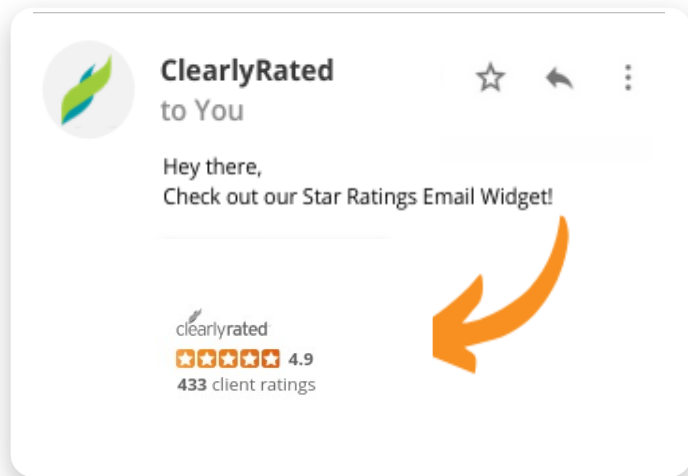 ClearlyRated
to You
Hey there,
Check out our Star Ratings Email Widget!
clearlyrated
4.9
433 client ratings